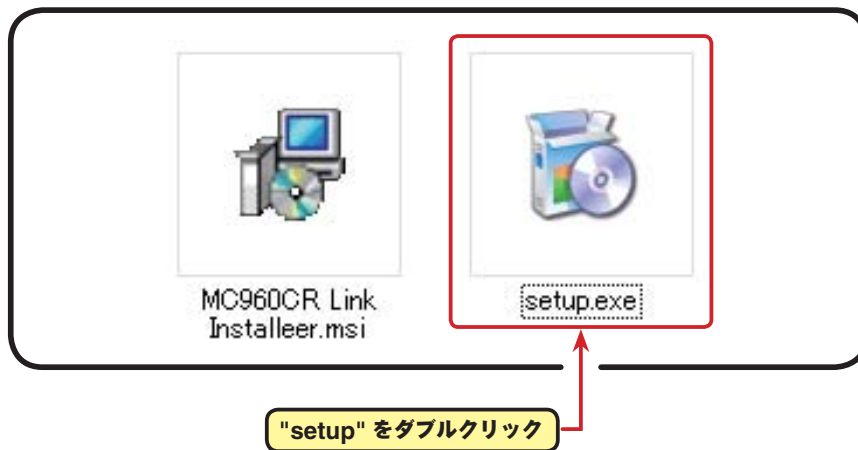 MC960CR Link
Installeer.msi
setup.exe
"setup" をダブルクリック